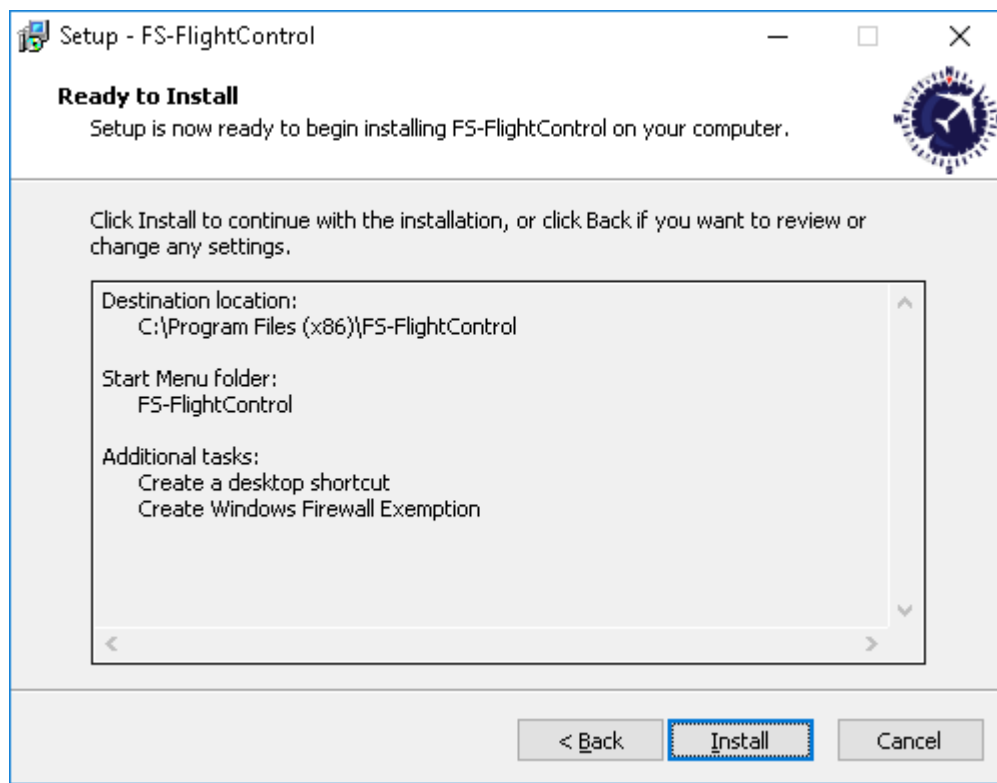 Setup - FS-FlightControl
Ready to Install
Setup is now ready to begin installing FS-FlightControl on your computer.
Click Install to continue with the installation, or click Back if you want to review or
change any settings.
Destination location:
C:\Program Files (x86)\FS-FlightControl
Start Menu folder:
FS-FlightControl
Additional tasks:
Create a desktop shortcut
Create Windows Firewall Exemption
< Back
Install
Cancel